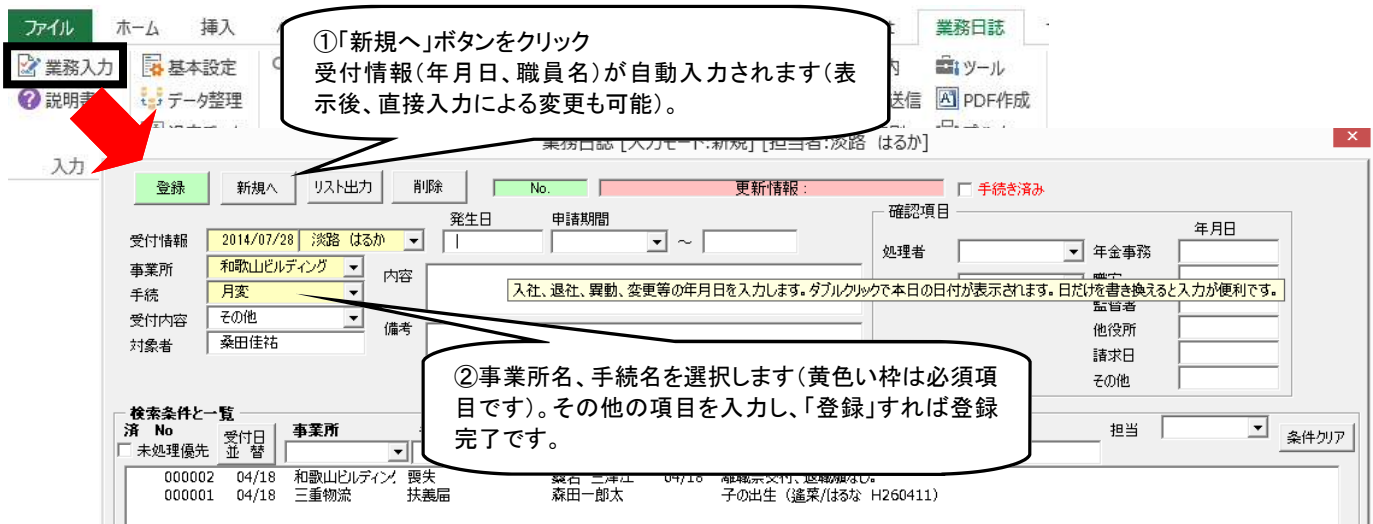 ファイル ホーム 挿入 業務日誌
業務入力 基本設定 ツール
説明書 データ整理 送信 PDF作成
入力
①「新規へ」ボタンをクリック
受付情報(年月日、職員名)が自動入力されます(表
示後、直接入力による変更も可能)。
業務日誌 [入力モード:新規] [担当者:淡路 はるか]
登録 新規へ リスト出力 削除 No. 更新情報: 手続き済み
発生日 申請期間 確認項目
年月日
受付情報 2014/07/28 淡路 はるか ~ 処理者 年金事務
事業所 和歌山ビルディング 内容
入社、退社、異動、変更等の年月日を入力します。ダブルクリックで本日の日付が表示されます。日だけを書き換えると入力が便利です。
手続 月変
監督署
受付内容 その他 備考 他役所
対象者 桑田佳祐 請求日
その他
②事業所名、手続名を選択します(黄色い枠は必須項
目です)。その他の項目を入力し、「登録」すれば登録
完了です。
検索条件と一覧
済 No 受付日 事業所 担当
未処理優先 並 替 条件クリア
000002 04/18 和歌山ビルディン 喪失 04/18
000001 04/18 三重物流 扶養届 森田一郎太 子の出生 (遙菜/はるな H260411)